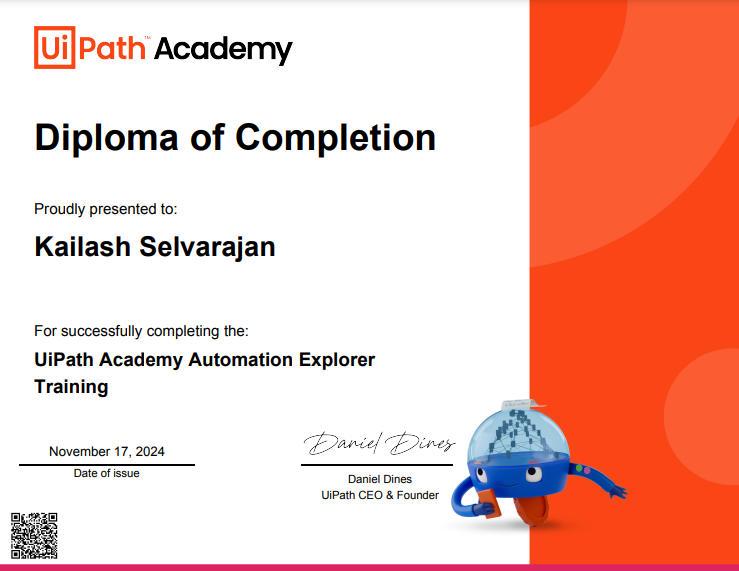 UiPath™ Academy
Diploma of Completion
Proudly presented to:
Kailash Selvarajan
For successfully completing the:
UiPath Academy Automation Explorer
Training
November 17, 2024
Date of issue
Daniel Dines
Daniel Dines
UiPath CEO & Founder